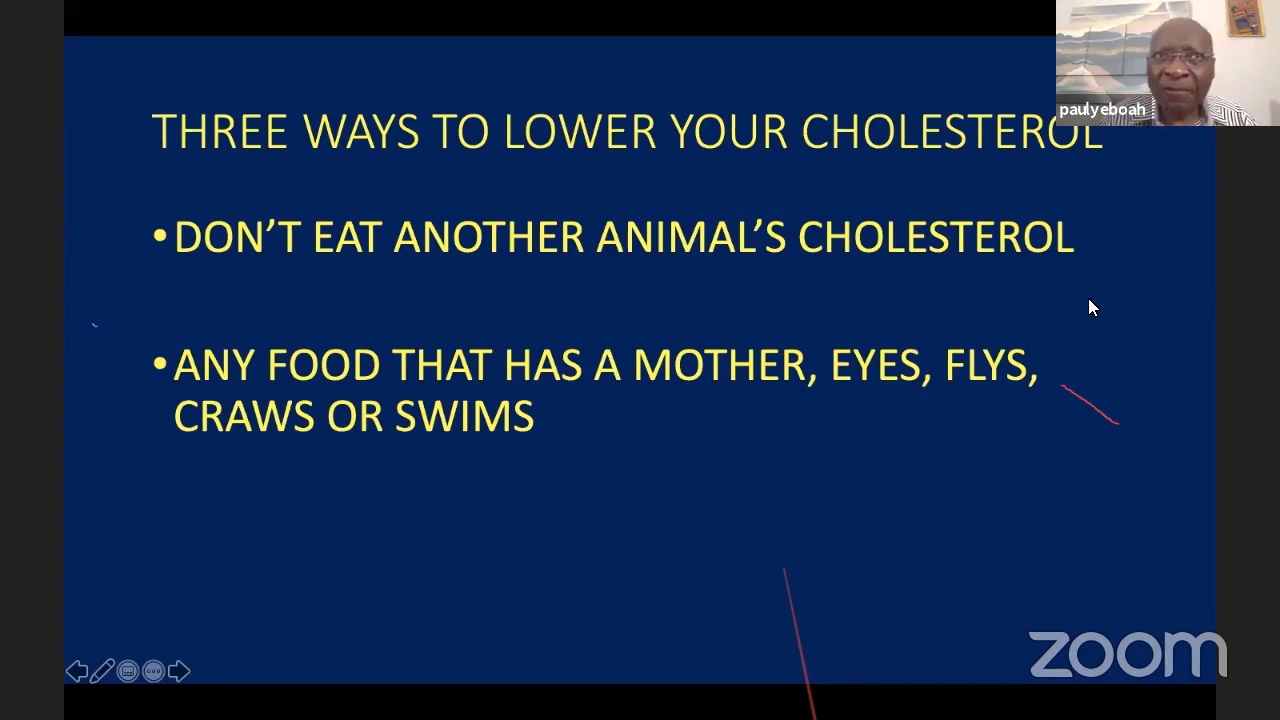 paulyeboah
THREE WAYS TO LOWER YOUR CHOLESTEROL
•DON’T EAT ANOTHER ANIMAL’S CHOLESTEROL
•ANY FOOD THAT HAS A MOTHER, EYES, FLYS,
CRAWS OR SWIMS
zoom